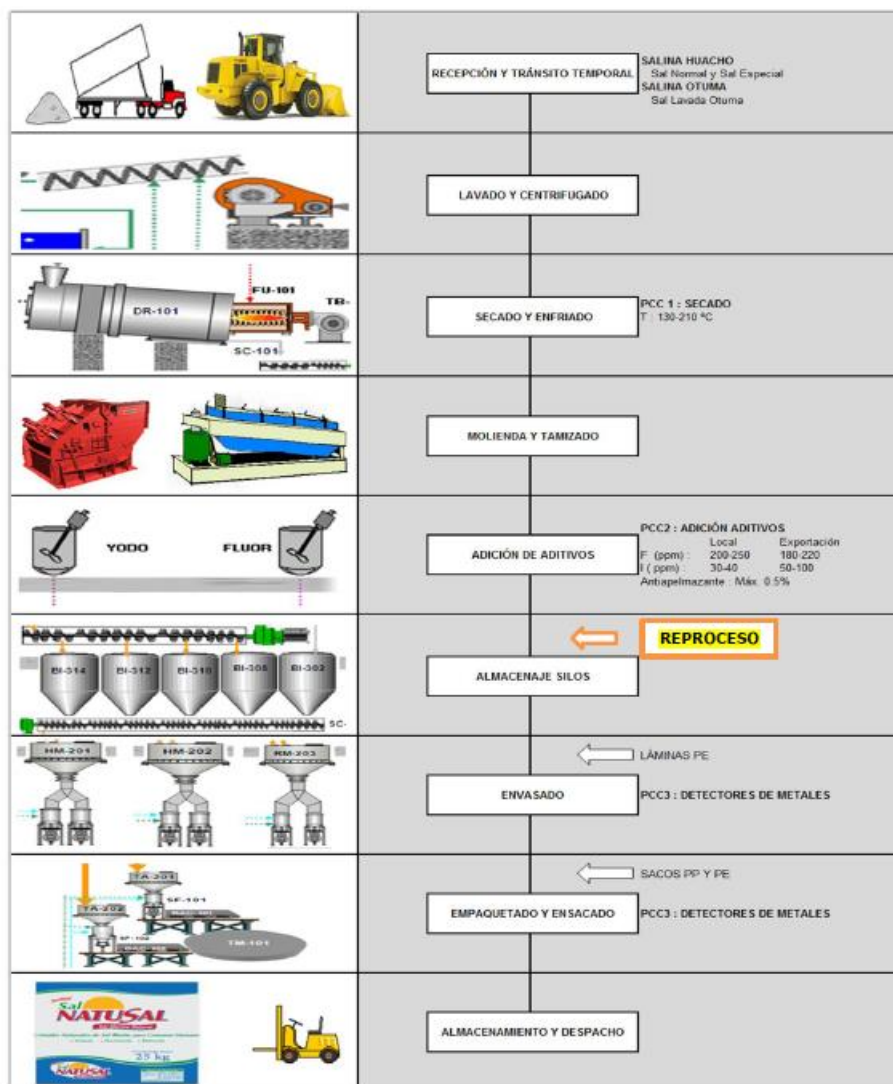 RECEPCIÓN Y TRÁNSITO TEMPORAL
SALINA HUACHO
Sal Normal y Sal Especial
SALINA OTUMA
Sal Lavada Otuma
LAVADO Y CENTRIFUGADO
FU-101
TB-
DR-101
SC-101
SECADO Y ENFRIADO
PCC 1 : SECADO
T : 130-210 ºC
MOLIENDA Y TAMIZADO
YODO
FLUOR
ADICIÓN DE ADITIVOS
PCC2 : ADICIÓN ADITIVOS
Local Exportación
F (ppm) : 200-250 180-220
I ( ppm) : 30-40 50-100
Antiapelmazante : Máx. 0.5%
REPROCESO
BI-314 BI-312 BI-310 BI-308 BI-302
SC-
ALMACENAJE SILOS
HM-201 HM-202 RM-203
LÁMINAS PE
ENVASADO
PCC3 : DETECTORES DE METALES
TA-201
SF-101
TA-202
TM-101
SACOS PP Y PE
EMPAQUETADO Y ENSACADO
PCC3 : DETECTORES DE METALES
Sal
NATUSAL
25 kg
NATUSAL
ALMACENAMIENTO Y DESPACHO